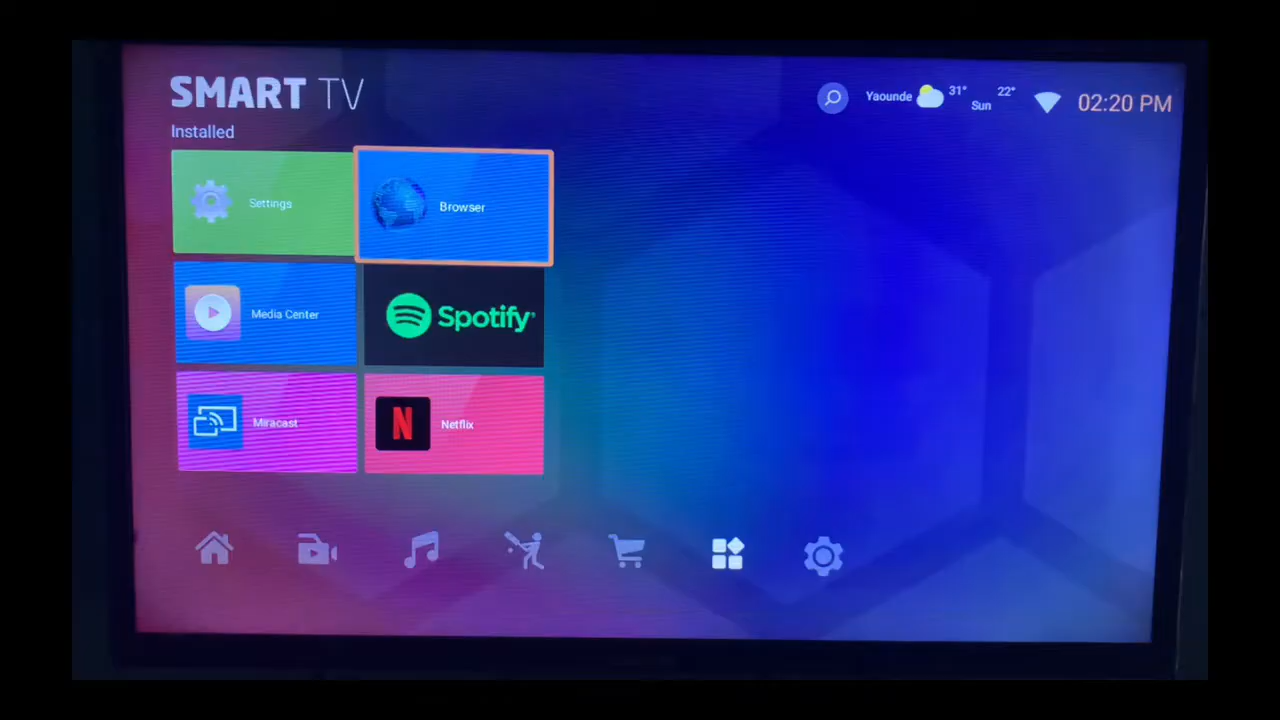 SMART TV
Yaounde 31° Sun 22° 02:20 PM
Installed
Settings
Browser
Media Center
Spotify
Miracast
N Netflix